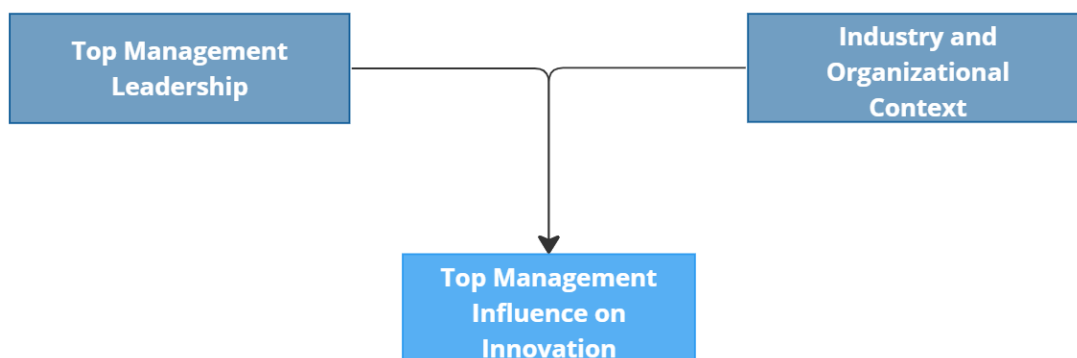 Top Management
Leadership
Industry and
Organizational
Context
Top Management
Influence on
Innovation